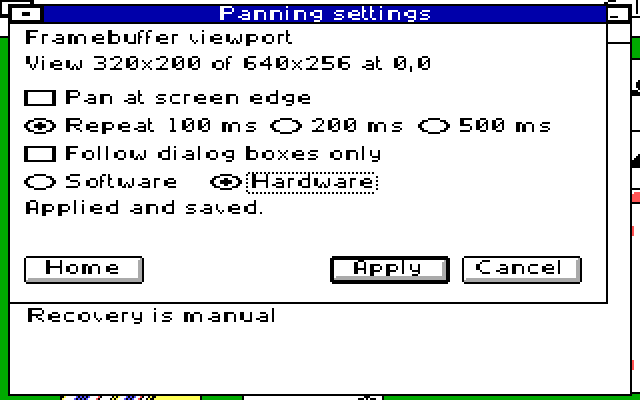 Panning settings
Framebuffer viewport
View 320x200 of 640x256 at 0,0
Pan at screen edge
Repeat 100 ms 200 ms 500 ms
Follow dialog boxes only
Software Hardware
Applied and saved.
Home Apply Cancel
Recovery is manual